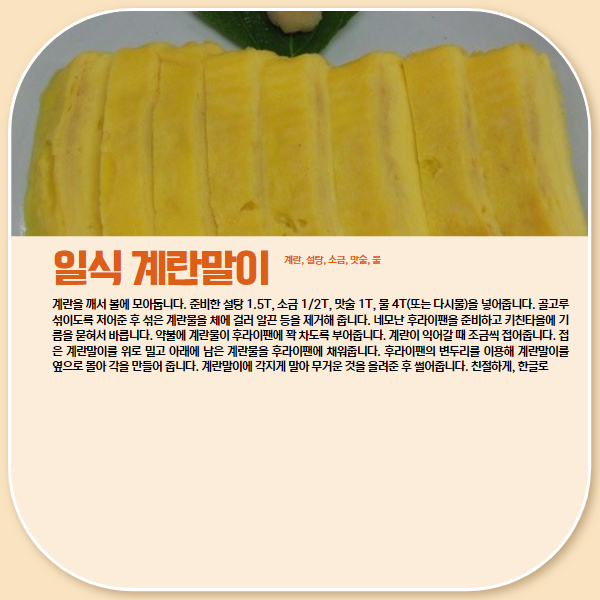 일식 계란말이
계란, 설탕, 소금, 맛술, 물
계란을 깨서 볼에 모아둡니다. 준비한 설탕 1.5T, 소금 1/2T, 맛술 1T, 물 4T(또는 다시물)을 넣어줍니다. 골고루
섞이도록 저어준 후 섞은 계란물을 체에 걸러 알끈 등을 제거해 줍니다. 네모난 후라이팬을 준비하고 키친타올에 기
름을 묻혀서 바릅니다. 약불에 계란물이 후라이팬에 꽉 차도록 부어줍니다. 계란이 익어갈 때 조금씩 접어줍니다. 접
은 계란말이를 위로 밀고 아래에 남은 계란물을 후라이팬에 채워줍니다. 후라이팬의 변두리를 이용해 계란말이를
옆으로 몰아 각을 만들어 줍니다. 계란말이에 각지게 말아 무거운 것을 올려준 후 썰어줍니다. 친절하게, 한글로